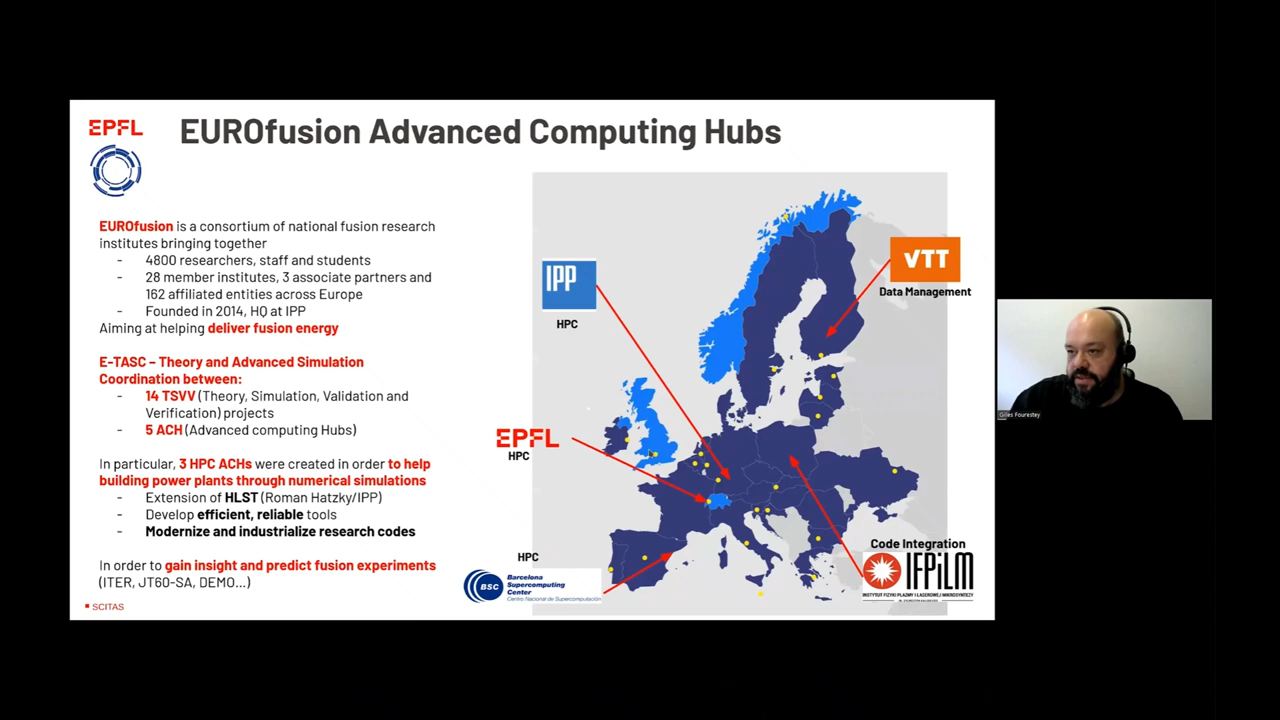 EPFL
EUROfusion Advanced Computing Hubs
EUROfusion is a consortium of national fusion research
institutes bringing together
- 4800 researchers, staff and students
- 28 member institutes, 3 associate partners and
162 affiliated entities across Europe
- Founded in 2014, HQ at IPP
Aiming at helping deliver fusion energy
E-TASC – Theory and Advanced Simulation
Coordination between:
- 14 TSVV (Theory, Simulation, Validation and
Verification) projects
- 5 ACH (Advanced computing Hubs)
In particular, 3 HPC ACHs were created in order to help
building power plants through numerical simulations
- Extension of HLST (Roman Hatzky/IPP)
- Develop efficient, reliable tools
- Modernize and industrialize research codes
In order to gain insight and predict fusion experiments
(ITER, JT60-SA, DEMO...)
SCITAS
IPP
HPC
VTT
Data Management
EPFL
HPC
HPC
BSC
Barcelona
Supercomputing
Center
Centro Nacional de Supercomputación
Code Integration
IFPiLM
INSTYTUT FIZYKI PLAZMY I LASEROWEJ MIKROSYNTEZY
Gilles Fourestey